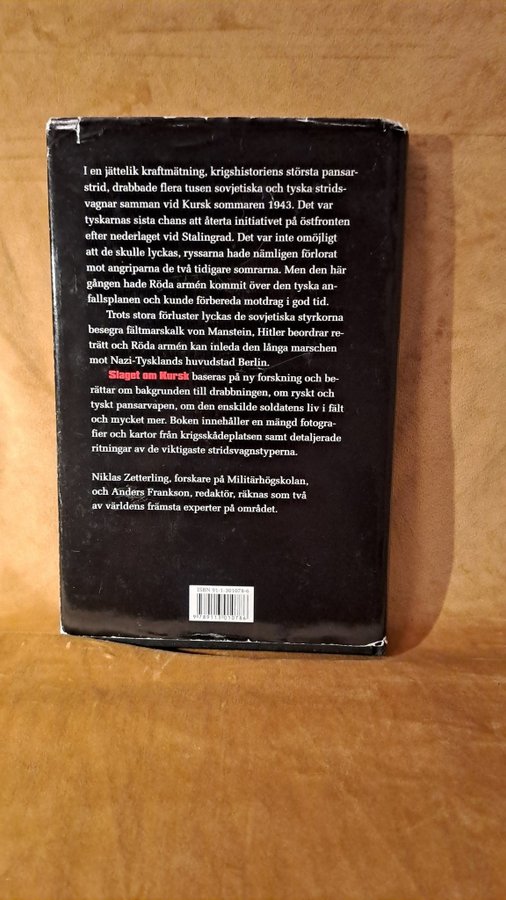 I en jättelik kraftmätning, krigshistoriens största pansar-
strid, drabbade flera tusen sovjetiska och tyska strids-
vagnar samman vid Kursk sommaren 1943. Det var
tyskarnas sista chans att återta initiativet på östfronten
efter nederlaget vid Stalingrad. Det var inte omöjligt
att de skulle lyckas, ryssarna hade nämligen förlorat
mot angriparna de två tidigare somrarna. Men den här
gången hade Röda armén kommit över den tyska an-
fallsplanen och kunde förbereda motdrag i god tid.
Trots stora förluster lyckas de sovjetiska styrkorna
besegra fältmarskalk von Manstein, Hitler beordrar re-
trätt och Röda armén kan inleda den långa marschen
mot Nazi-Tysklands huvudstad Berlin.
Slaget om Kursk baseras på ny forskning och be-
rättar om bakgrunden till drabbningen, om ryskt och
tyskt pansarvapen, om den enskilde soldatens liv i fält
och mycket mer. Boken innehåller en mängd fotogra-
fier och kartor från krigsskådeplatsen samt detaljerade
ritningar av de viktigaste stridsvagnstyperna.
Niklas Zetterling, forskare på Militärhögskolan,
och Anders Frankson, redaktör, räknas som två
av världens främsta experter på området.
ISBN 91-1-301078-6
9789113010786